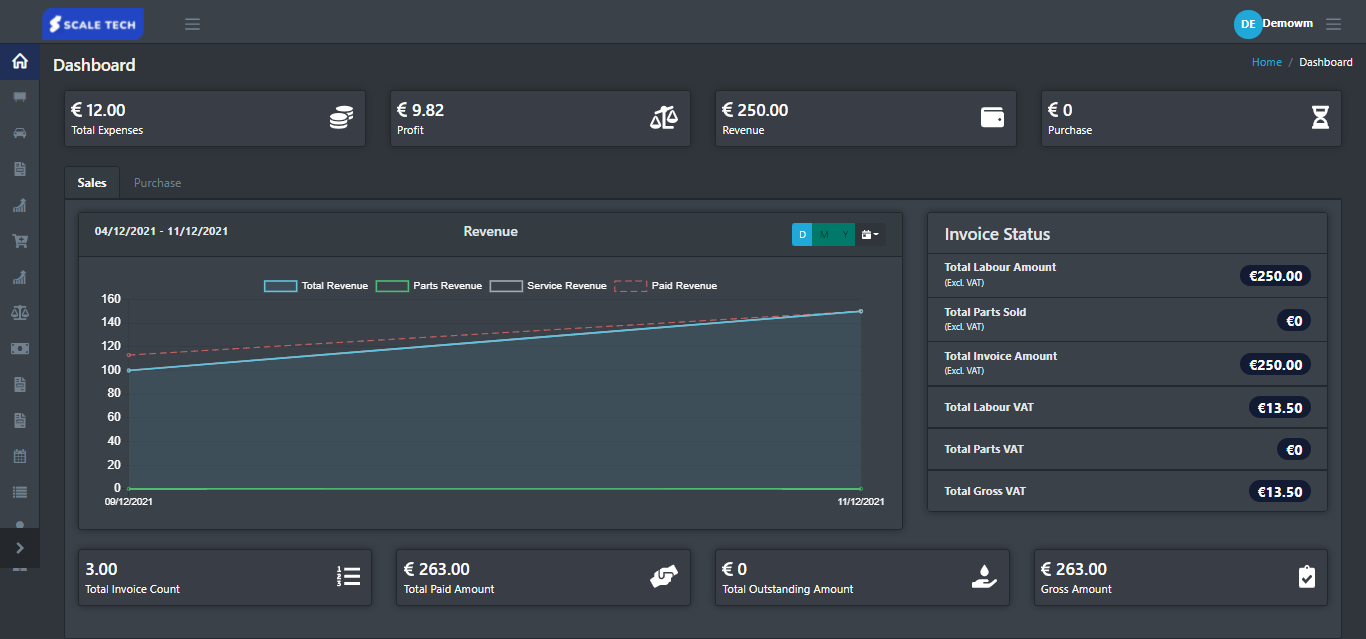 SCALE TECH
DE Demowm
Dashboard
Home / Dashboard
€ 12.00
Total Expenses
€ 9.82
Profit
€ 250.00
Revenue
€ 0
Purchase
Sales
Purchase
04/12/2021 - 11/12/2021
Revenue
D M Y
Total Revenue Parts Revenue Service Revenue Paid Revenue
160
140
120
100
80
60
40
20
0
09/12/2021 11/12/2021
Invoice Status
Total Labour Amount
(Excl. VAT)
€250.00
Total Parts Sold
(Excl. VAT)
€0
Total Invoice Amount
(Excl. VAT)
€250.00
Total Labour VAT €13.50
Total Parts VAT €0
Total Gross VAT €13.50
3.00
Total Invoice Count
€ 263.00
Total Paid Amount
€ 0
Total Outstanding Amount
€ 263.00
Gross Amount